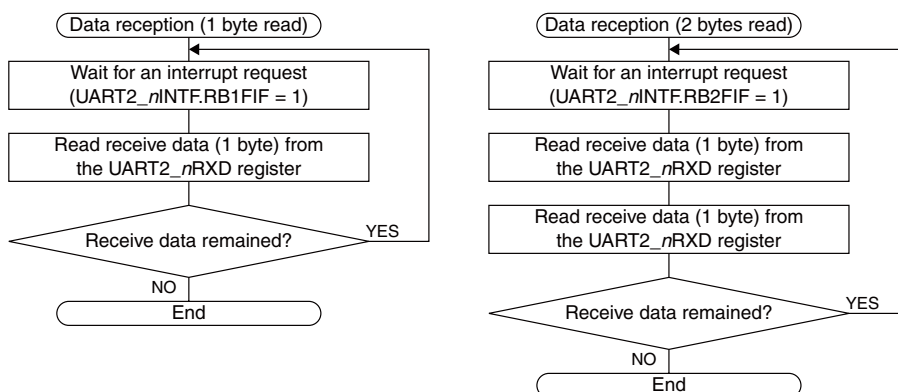 Data reception (1 byte read)
Wait for an interrupt request
(UART2_nINTF.RB1FIF = 1)
Read receive data (1 byte) from
the UART2_nRXD register
Receive data remained?
YES
NO
End
Data reception (2 bytes read)
Wait for an interrupt request
(UART2_nINTF.RB2FIF = 1)
Read receive data (1 byte) from
the UART2_nRXD register
Read receive data (1 byte) from
the UART2_nRXD register
Receive data remained?
YES
NO
End